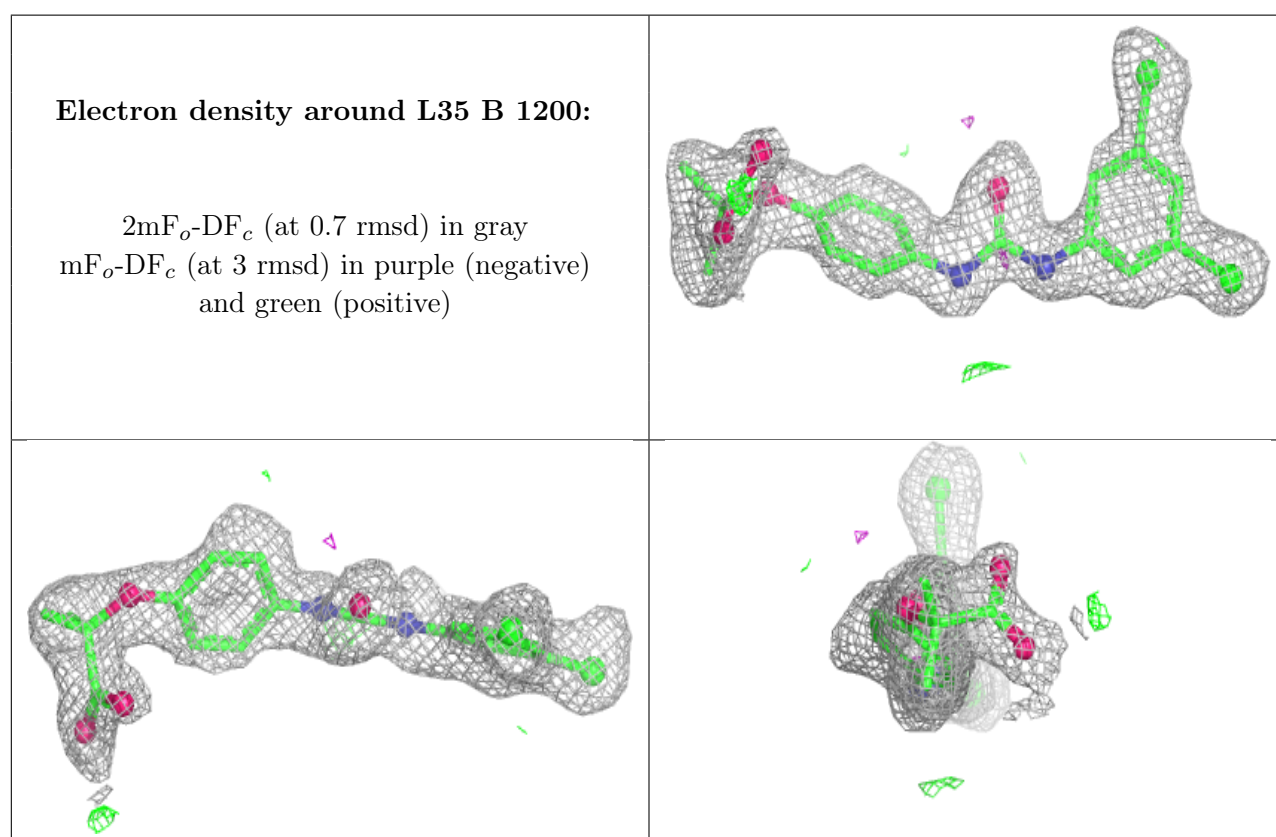 Electron density around L35 B 1200:
2mFo-DFc (at 0.7 rmsd) in gray
mFo-DFc (at 3 rmsd) in purple (negative)
and green (positive)